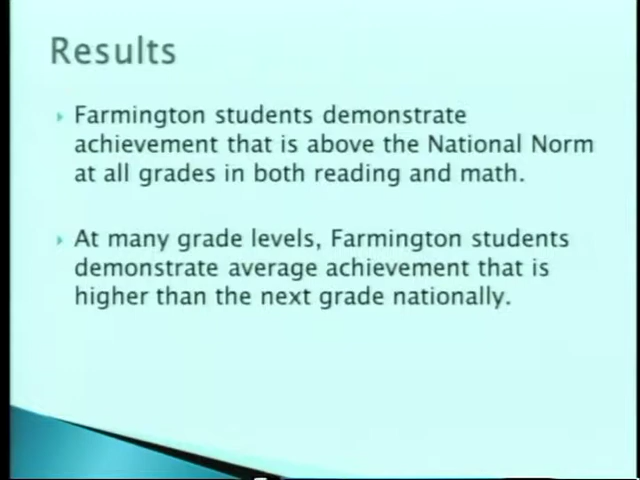 Results
Farmington students demonstrate
achievement that is above the National Norm
at all grades in both reading and math.
At many grade levels, Farmington students
demonstrate average achievement that is
higher than the next grade nationally.